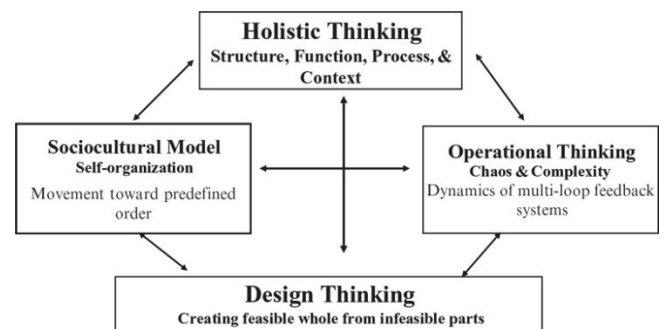 Holistic Thinking
Structure, Function, Process, &
Context
Sociocultural Model
Self-organization
Movement toward predefined
order
Operational Thinking
Chaos & Complexity
Dynamics of multi-loop feedback
systems
Design Thinking
Creating feasible whole from infeasible parts